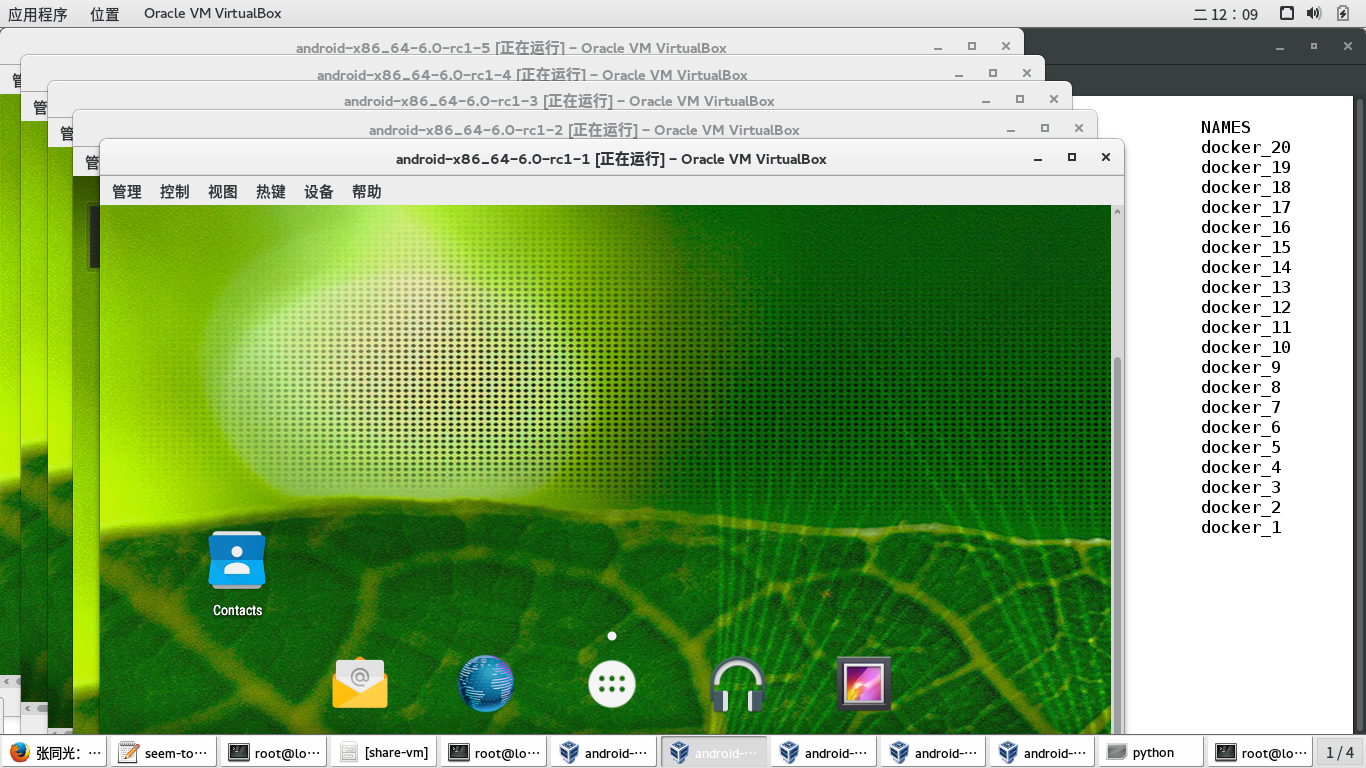 应用程序 位置 Oracle VM VirtualBox 二 12：09
android-x86_64-6.0-rc1-5 [正在运行] – Oracle VM VirtualBox
android-x86_64-6.0-rc1-4 [正在运行] – Oracle VM VirtualBox
管
android-x86_64-6.0-rc1-3 [正在运行] – Oracle VM VirtualBox
管
android-x86_64-6.0-rc1-2 [正在运行] – Oracle VM VirtualBox
管
android-x86_64-6.0-rc1-1 [正在运行] – Oracle VM VirtualBox
管
管理 控制 视图 热键 设备 帮助
NAMES
docker_20
docker_19
docker_18
docker_17
docker_16
docker_15
docker_14
docker_13
docker_12
docker_11
docker_10
docker_9
docker_8
docker_7
docker_6
docker_5
docker_4
docker_3
docker_2
docker_1
Contacts
张同光：… seem-to… root@lo… [share-vm] root@lo… android-… android-… android-… android-… android-… python root@lo… 1 / 4